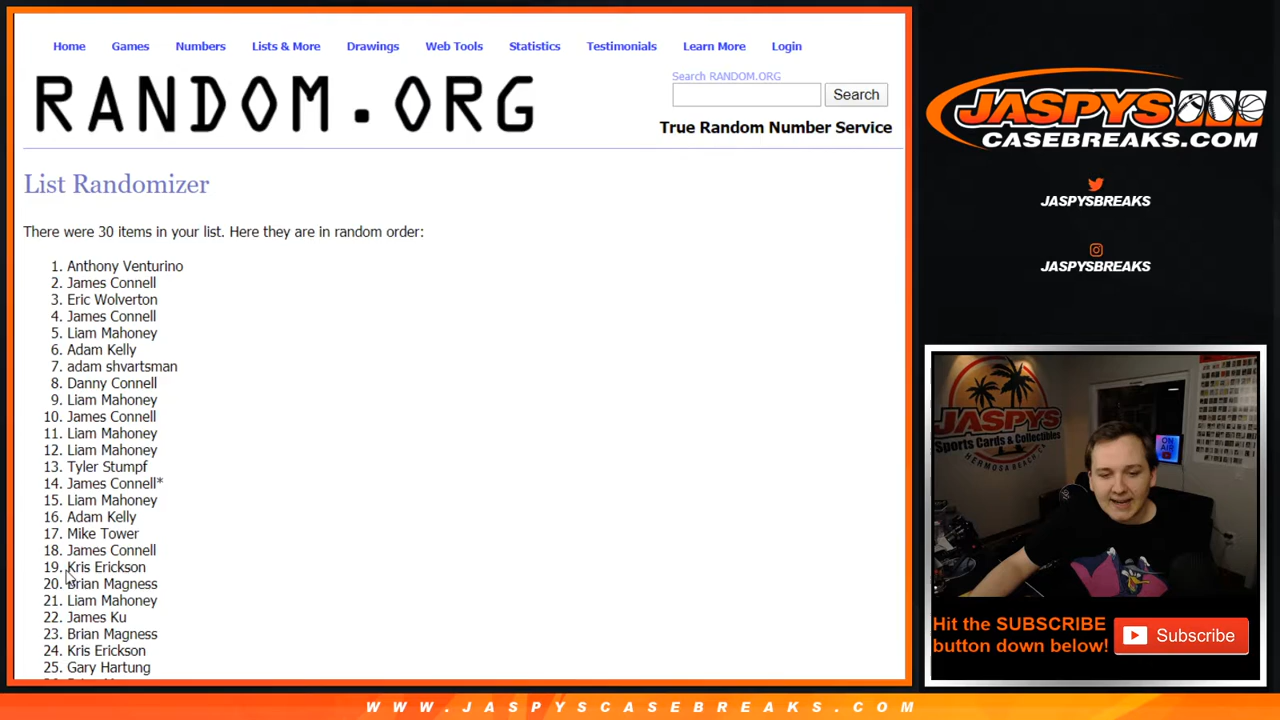 Home Games Numbers Lists & More Drawings Web Tools Statistics Testimonials Learn More Login
RANDOM.ORG
Search RANDOM.ORG
Search
True Random Number Service
List Randomizer
There were 30 items in your list. Here they are in random order:
1. Anthony Venturino
2. James Connell
3. Eric Wolverton
4. James Connell
5. Liam Mahoney
6. Adam Kelly
7. adam shvartsman
8. Danny Connell
9. Liam Mahoney
10. James Connell
11. Liam Mahoney
12. Liam Mahoney
13. Tyler Stumpf
14. James Connell*
15. Liam Mahoney
16. Adam Kelly
17. Mike Tower
18. James Connell
19. Kris Erickson
20. Brian Magness
21. Liam Mahoney
22. James Ku
23. Brian Magness
24. Kris Erickson
25. Gary Hartung
JASPYS
CASEBREAKS.COM
JASPYSBREAKS
JASPYSBREAKS
JASPYS
Sports Cards & Collectibles
HERMOSA BEACH CA
ON
AIR
Hit the SUBSCRIBE
button down below!
Subscribe
WWW.JASPYSCASEBREAKS.COM